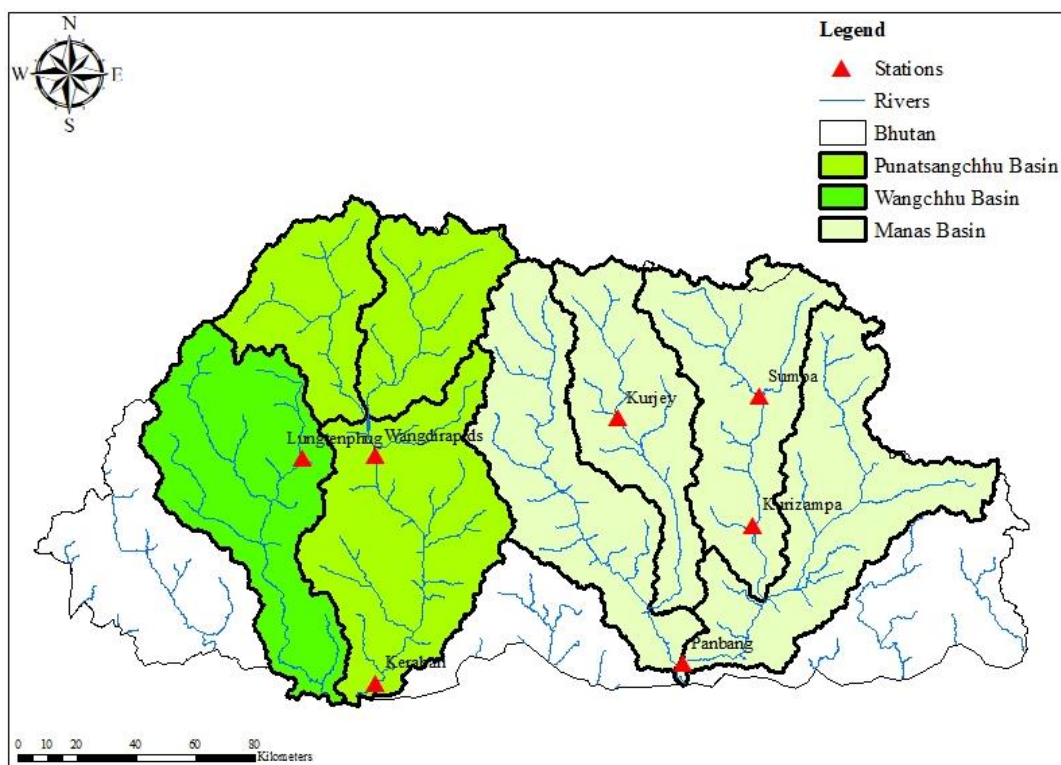 N
W E
S
Legend
Stations
Rivers
Bhutan
Punatsangchhu Basin
Wangchhu Basin
Manas Basin
Sumpa
Kurjey
Lungtenphug Wangdirapids
Kurizampa
Panbang
Kerabari
0 10 20 40 60 80
Kilometers